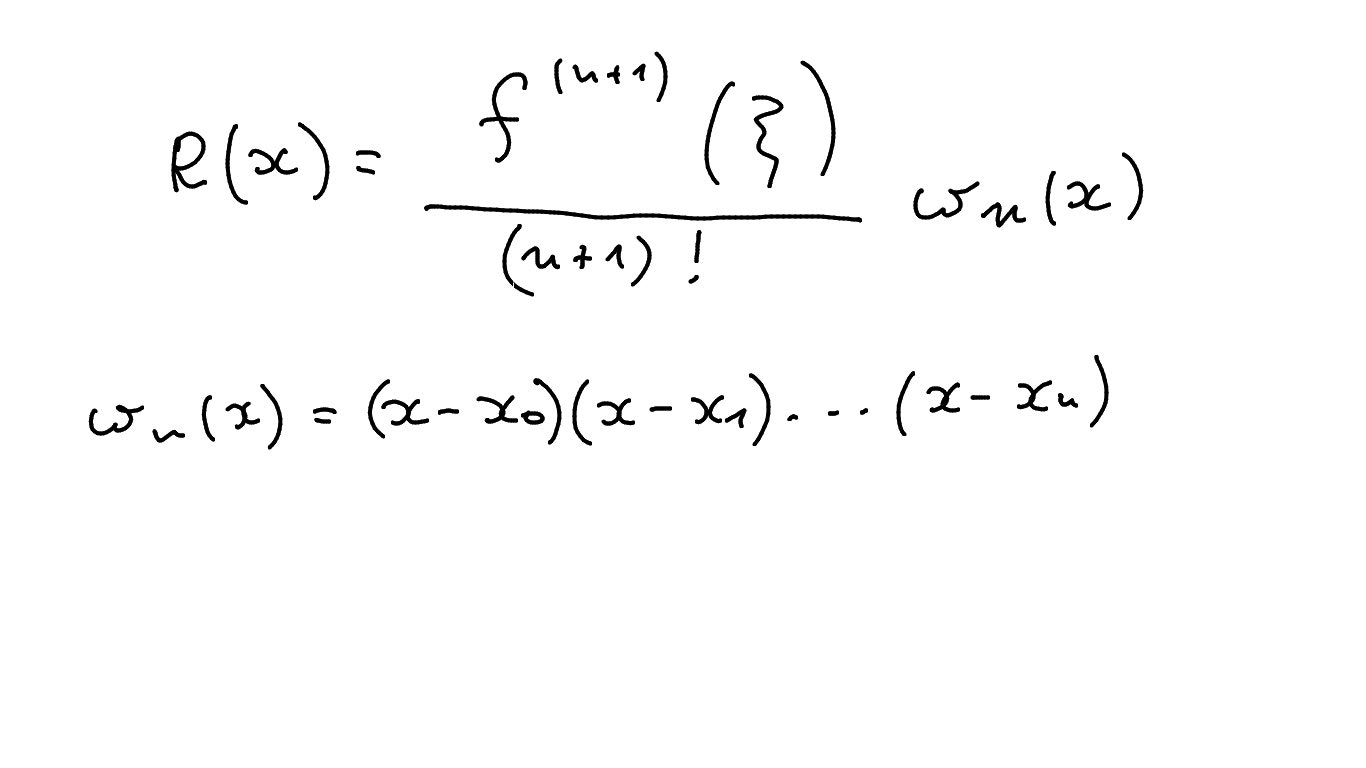 R(x) = f^(n+1)(ξ) / (n+1)! ω_n(x)
ω_n(x) = (x - x_0)(x - x_1) . - .. (x - x_n)